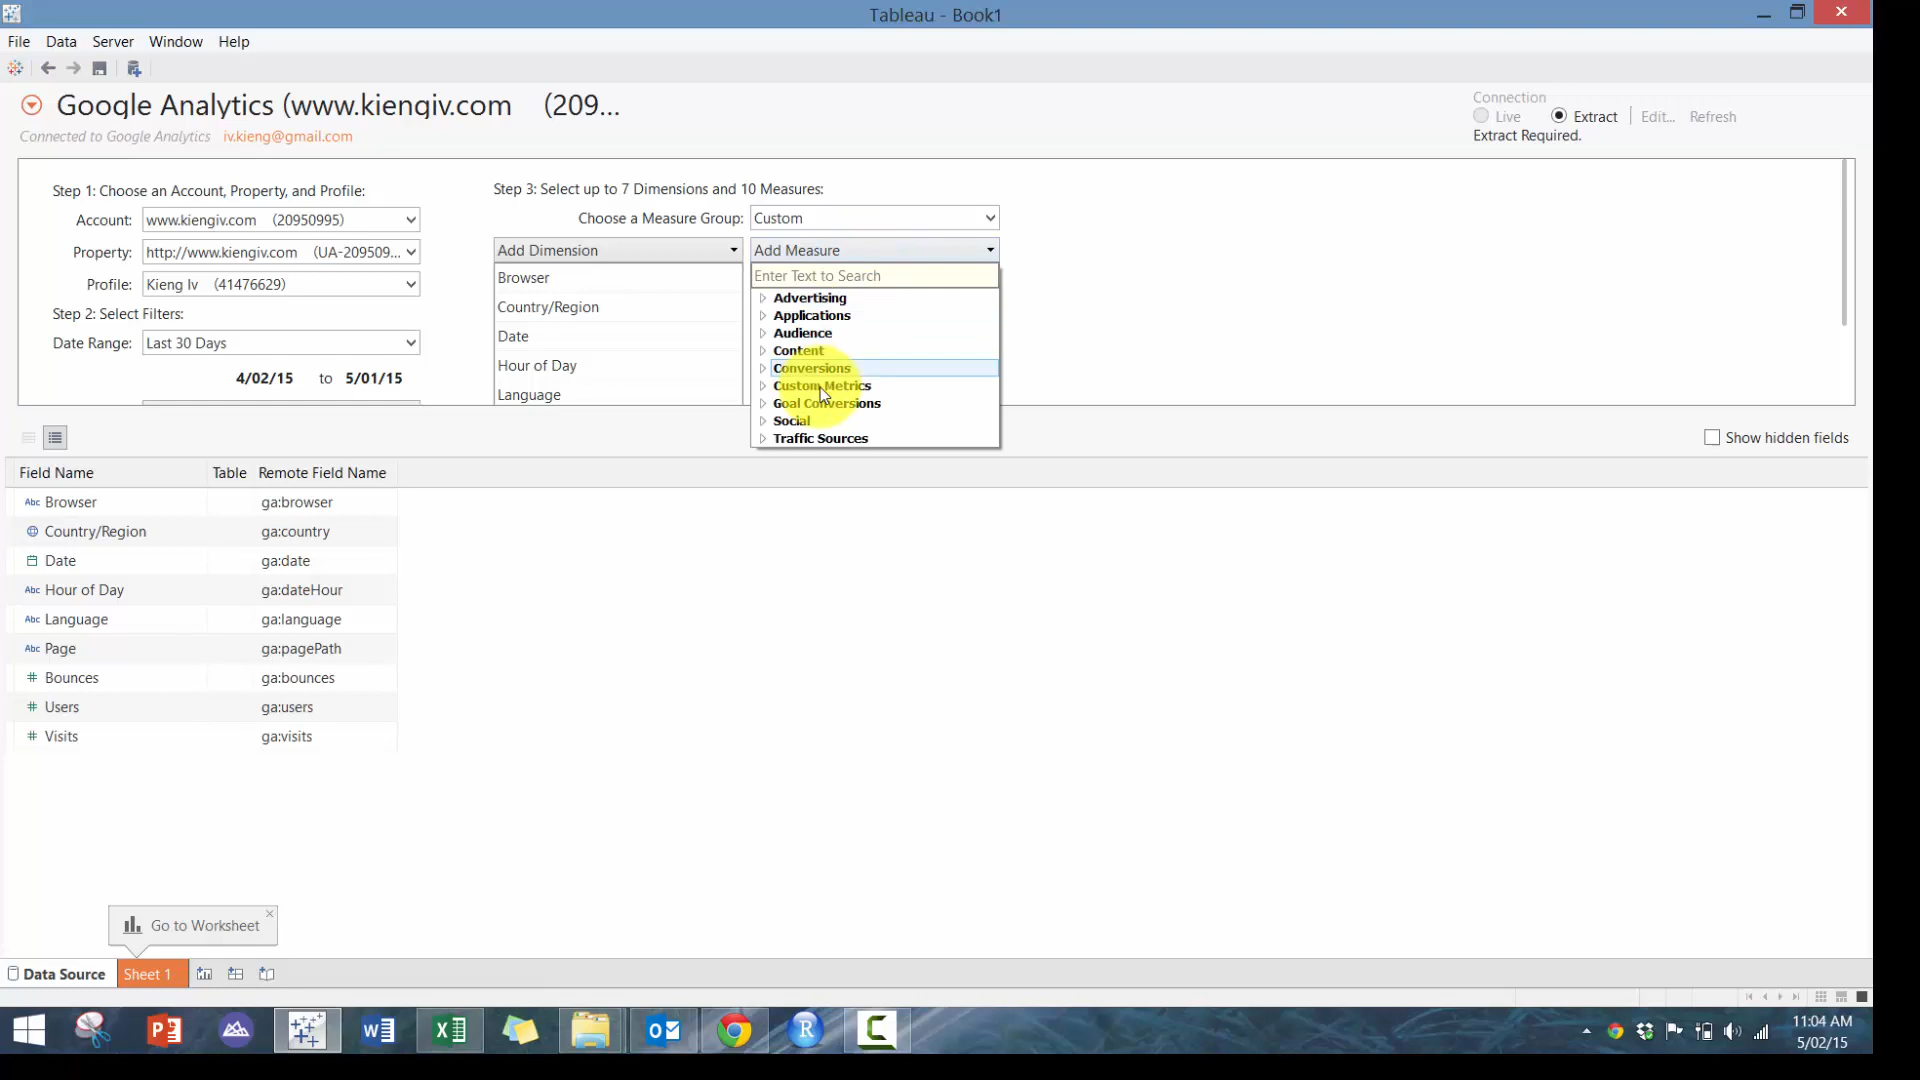 Tableau - Book1
File Data Server Window Help
Google Analytics (www.kiengiv.com (209...
Connected to Google Analytics iv.kieng@gmail.com
Connection
Live Extract Edit... Refresh
Extract Required.
Step 1: Choose an Account, Property, and Profile:
Account: www.kiengiv.com (20950995)
Property: http://www.kiengiv.com (UA-209509...
Profile: Kieng Iv (41476629)
Step 2: Select Filters:
Date Range: Last 30 Days
4/02/15 to 5/01/15
Step 3: Select up to 7 Dimensions and 10 Measures:
Choose a Measure Group: Custom
Add Dimension
Browser
Country/Region
Date
Hour of Day
Language
Add Measure
Enter Text to Search
Advertising
Applications
Audience
Content
Conversions
Custom Metrics
Goal Conversions
Social
Traffic Sources
Show hidden fields
Field Name Table Remote Field Name
Abc Browser ga:browser
Country/Region ga:country
Date ga:date
Abc Hour of Day ga:dateHour
Abc Language ga:language
Abc Page ga:pagePath
# Bounces ga:bounces
# Users ga:users
# Visits ga:visits
Go to Worksheet
Data Source Sheet 1
11:04 AM
5/02/15